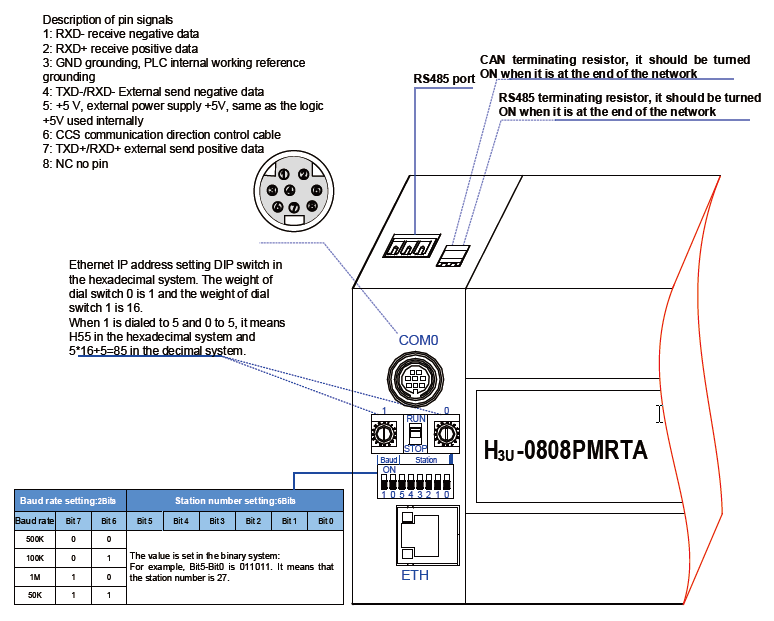 Description of pin signals
1: RXD- receive negative data
2: RXD+ receive positive data
3: GND grounding, PLC internal working reference
grounding
4: TXD-/RXD- External send negative data
5: +5 V, external power supply +5V, same as the logic
+5V used internally
6: CCS communication direction control cable
7: TXD+/RXD+ external send positive data
8: NC no pin
RS485 port
CAN terminating resistor, it should be turned
ON when it is at the end of the network
RS485 terminating resistor, it should be turned
ON when it is at the end of the network
1 2
3 4 5
6 7 8
Ethernet IP address setting DIP switch in
the hexadecimal system. The weight of
dial switch 0 is 1 and the weight of dial
switch 1 is 16.
When 1 is dialed to 5 and 0 to 5, it means
H55 in the hexadecimal system and
5*16+5=85 in the decimal system.
COM0
1 0
RUN
STOP
Baud Station
ON
1 0 5 4 3 2 1 0
ETH
H3U-0808PMRTA
Baud rate setting:2Bits Station number setting:6Bits
Baud rate Bit 7 Bit 6 Bit 5 Bit 4 Bit 3 Bit 2 Bit 1 Bit 0
500K 0 0
100K 0 1
1M 1 0
50K 1 1
The value is set in the binary system:
For example, Bit5-Bit0 is 011011. It means that
the station number is 27.